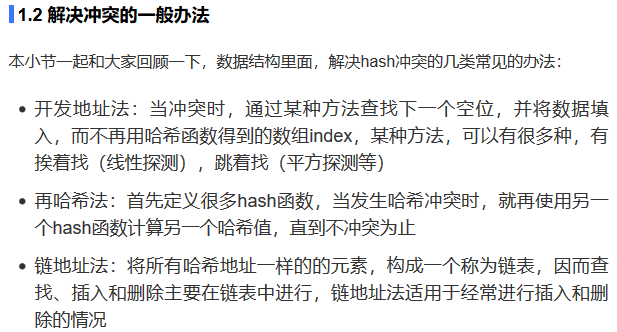 1.2 解决冲突的一般办法
本小节一起和大家回顾一下，数据结构里面，解决hash冲突的几类常见的办法：
• 开发地址法：当冲突时，通过某种方法查找下一个空位，并将数据填
入，而不再用哈希函数得到的数组index，某种方法，可以有很多种，有
挨着找（线性探测），跳着找（平方探测等）
• 再哈希法：首先定义很多hash函数，当发生哈希冲突时，就再使用另一
个hash函数计算另一个哈希值，直到不冲突为止
• 链地址法：将所有哈希地址一样的的元素，构成一个称为链表，因而查
找、插入和删除主要在链表中进行，链地址法适用于经常进行插入和删
除的情况